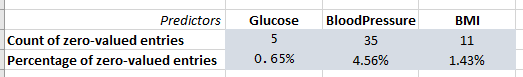 Predictors Glucose BloodPressure BMI
Count of zero-valued entries 5 35 11
Percentage of zero-valued entries 0.65% 4.56% 1.43%